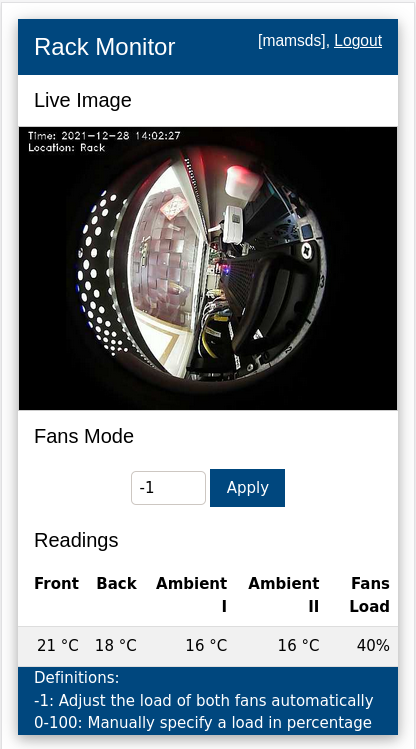 Rack Monitor
[mamsds], Logout
Live Image
Time: 2021-12-28 14:02:27
Location: Rack
Fans Mode
-1
Apply
Readings
Front Back Ambient I Ambient II Fans Load
21 °C 18 °C 16 °C 16 °C 40%
Definitions:
-1: Adjust the load of both fans automatically
0-100: Manually specify a load in percentage